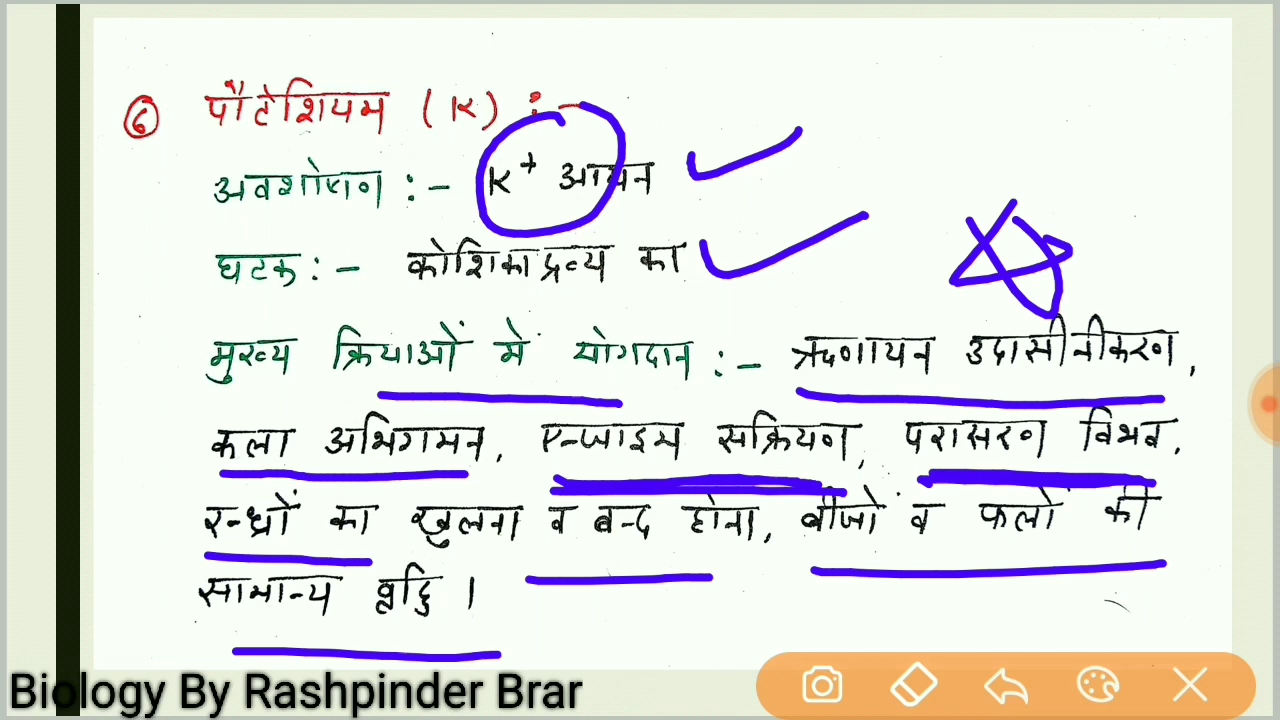 ⑥ पौटेशियम (K) :-
अवशोषण :- K⁺ आयन
घटक :- कोशिकाद्रव्य का
मुख्य क्रियाओं में योगदान :- ऋणायन उदासीनीकरण,
कला अभिगमन, एन्जाइम सक्रियण, परासरण विभव,
रन्ध्रों का खुलना व बन्द होना, बीजों व फलों की
सामान्य वृद्धि ।
Biology By Rashpinder Brar